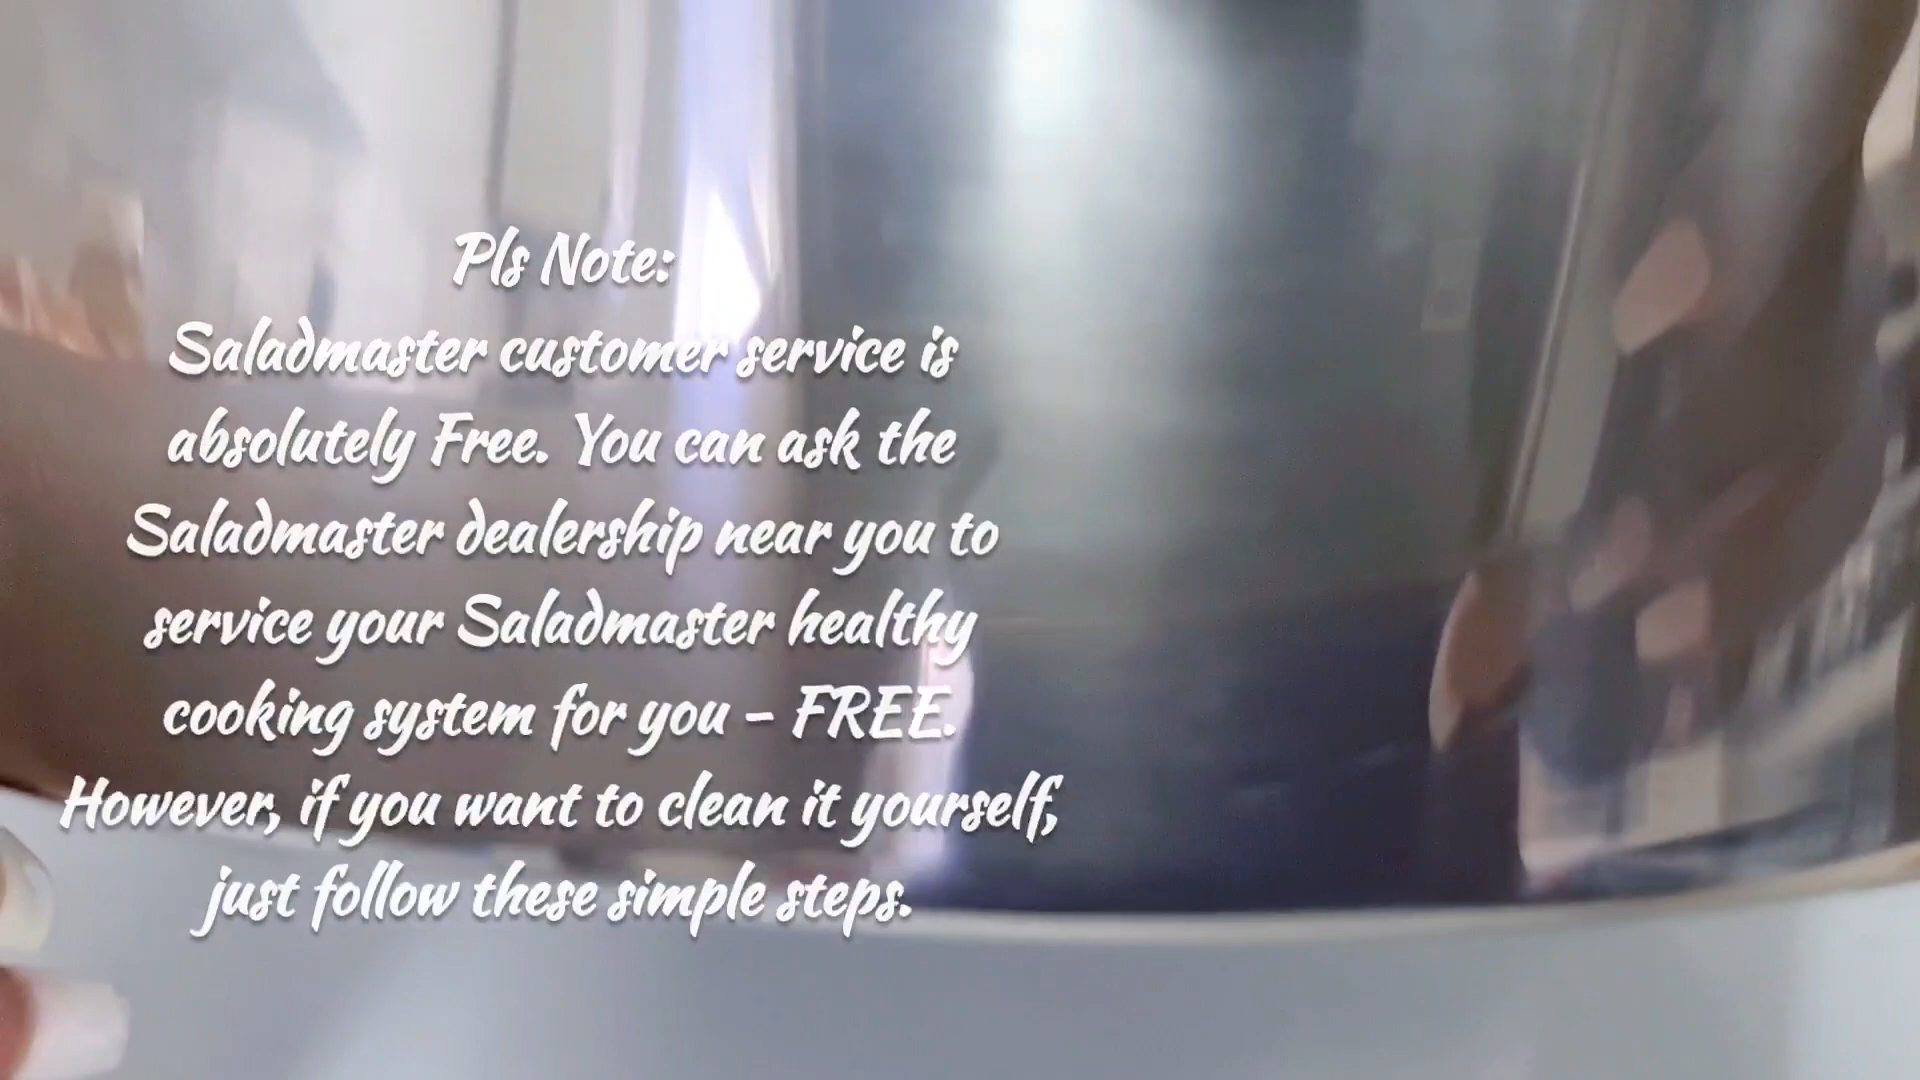 Pls Note:
Saladmaster customer service is
absolutely Free. You can ask the
Saladmaster dealership near you to
service your Saladmaster healthy
cooking system for you - FREE.
However, if you want to clean it yourself,
just follow these simple steps.